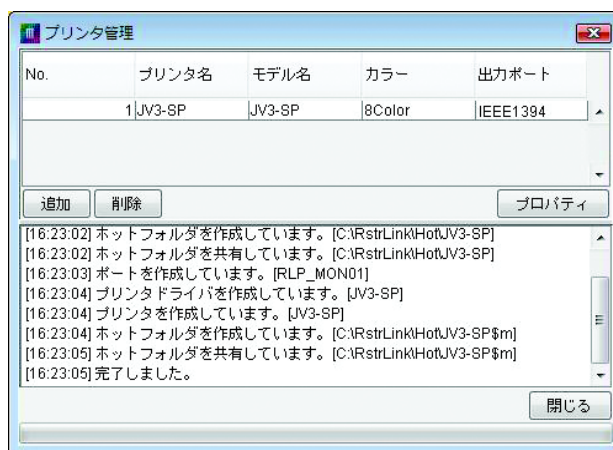 プリンタ管理
No. プリンタ名 モデル名 カラー 出力ポート
1 JV3-SP JV3-SP 8Color IEEE1394
追加 削除 プロパティ
[16:23:02] ホットフォルダを作成しています。[C:\RstrLink\Hot\JV3-SP]
[16:23:02] ホットフォルダを共有しています。[C:\RstrLink\Hot\JV3-SP]
[16:23:03] ポートを作成しています。[RLP_MON01]
[16:23:04] プリンタドライバを作成しています。[JV3-SP]
[16:23:04] プリンタを作成しています。[JV3-SP]
[16:23:04] ホットフォルダを作成しています。[C:\RstrLink\Hot\JV3-SP$m]
[16:23:05] ホットフォルダを共有しています。[C:\RstrLink\Hot\JV3-SP$m]
[16:23:05] 完了しました。
閉じる